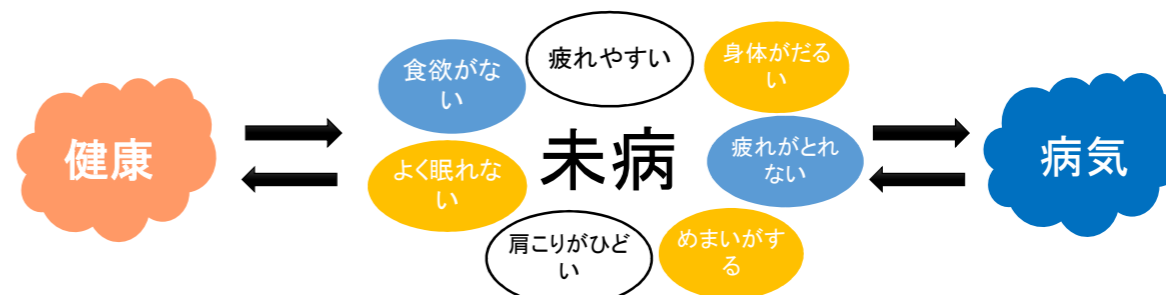 健康
食欲がな
い
疲れやすい
身体がだる
い
よく眠れな
い
未病
疲れがとれ
ない
肩こりがひど
い
めまいがす
る
病気